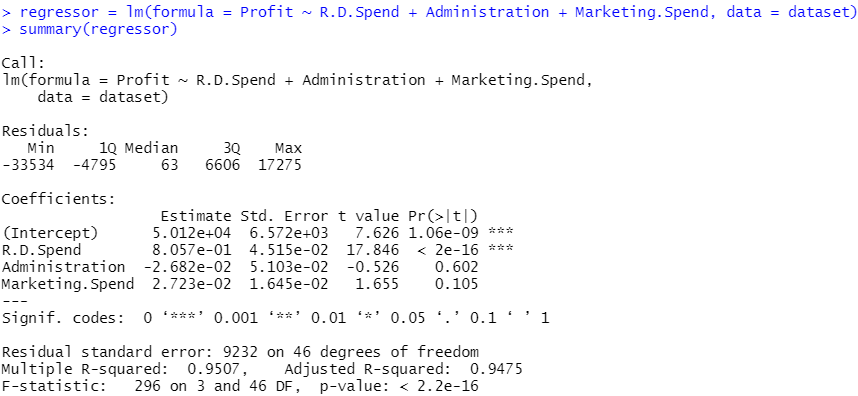 > regressor = lm(formula = Profit ~ R.D.Spend + Administration + Marketing.Spend, data = dataset)
> summary(regressor)
Call:
lm(formula = Profit ~ R.D.Spend + Administration + Marketing.Spend,
    data = dataset)
Residuals:
   Min     1Q Median     3Q    Max
-33534  -4795     63   6606  17275
Coefficients:
                  Estimate Std. Error t value Pr(>|t|)
(Intercept)      5.012e+04  6.572e+03   7.626 1.06e-09 ***
R.D.Spend        8.057e-01  4.515e-02  17.846  < 2e-16 ***
Administration  -2.682e-02  5.103e-02  -0.526    0.602
Marketing.Spend  2.723e-02  1.645e-02   1.655    0.105
---
Signif. codes:  0 ‘***’ 0.001 ‘**’ 0.01 ‘*’ 0.05 ‘.’ 0.1 ‘ ’ 1
Residual standard error: 9232 on 46 degrees of freedom
Multiple R-squared:  0.9507,    Adjusted R-squared:  0.9475
F-statistic:   296 on 3 and 46 DF,  p-value: < 2.2e-16